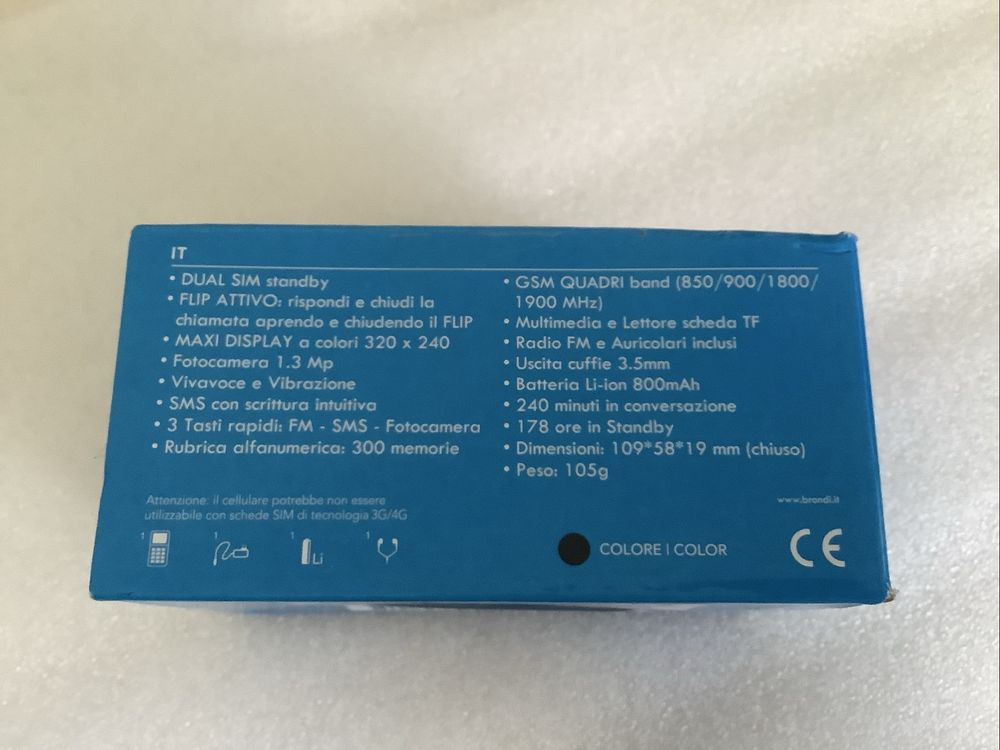 IT
• DUAL SIM standby
• FLIP ATTIVO: rispondi e chiudi la
chiamata aprendo e chiudendo il FLIP
• MAXI DISPLAY a colori 320 x 240
• Fotocamera 1.3 Mp
• Vivavoce e Vibrazione
• SMS con scrittura intuitiva
• 3 Tasti rapidi: FM - SMS - Fotocamera
• Rubrica alfanumerica: 300 memorie
• GSM QUADRI band (850/900/1800/
1900 MHz)
• Multimedia e Lettore scheda TF
• Radio FM e Auricolari inclusi
• Uscita cuffie 3.5mm
• Batteria Li-ion 800mAh
• 240 minuti in conversazione
• 178 ore in Standby
• Dimensioni: 109*58*19 mm (chiuso)
• Peso: 105g
Attenzione: il cellulare potrebbe non essere
utilizzabile con schede SIM di tecnologia 3G/4G
www.brondi.it
1 1 1 Li 1
COLORE | COLOR
CE